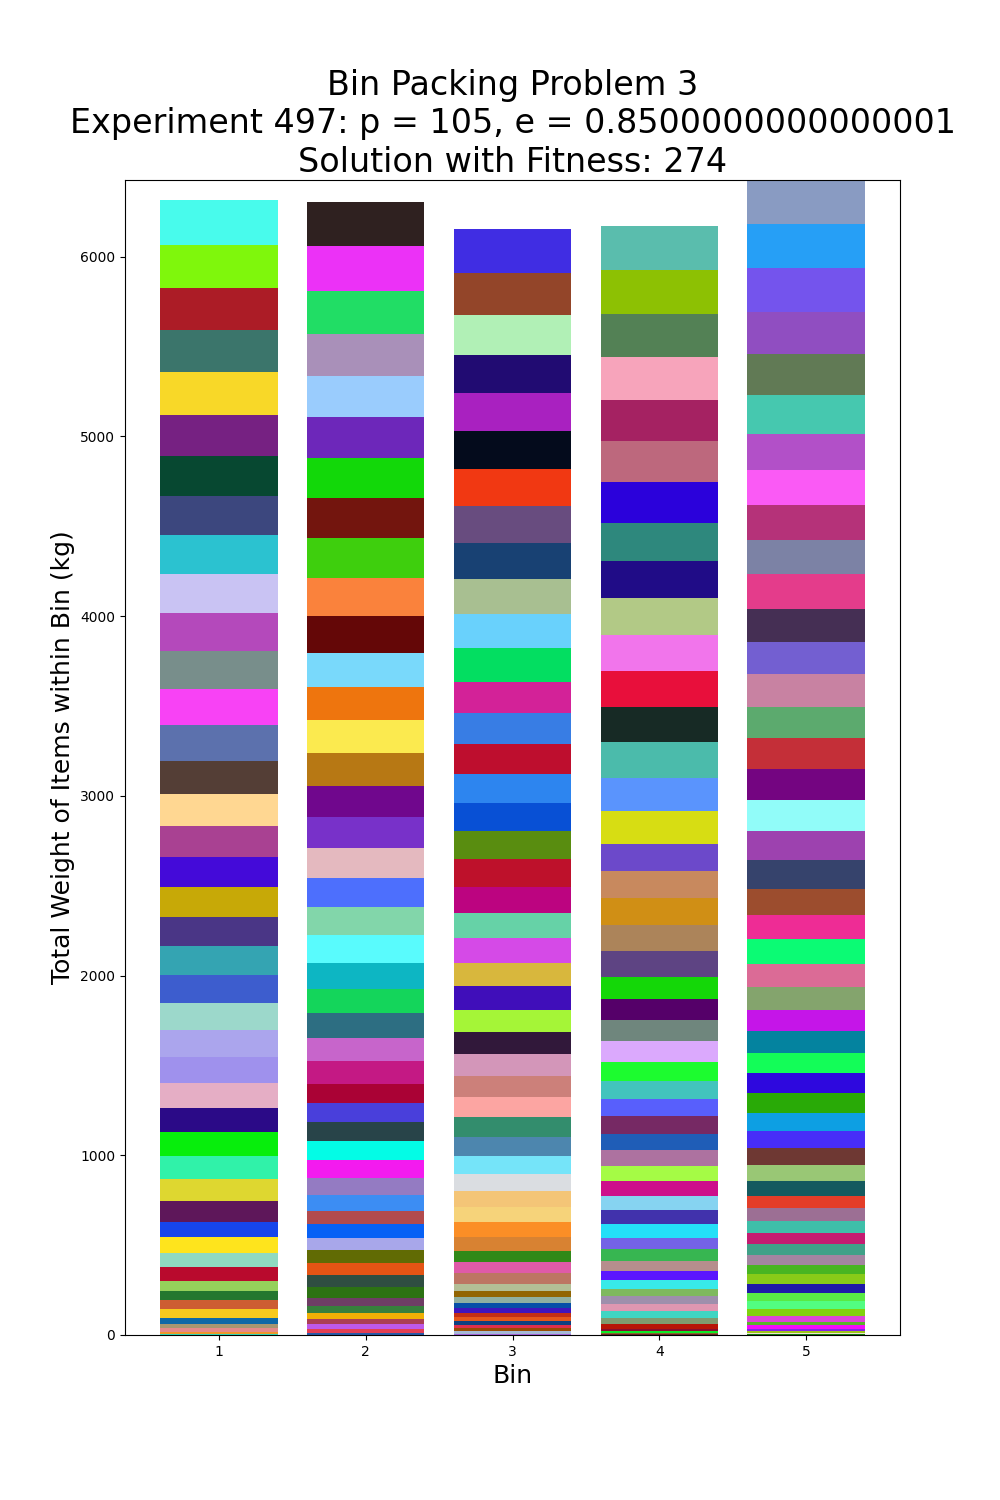 Bin Packing Problem 3
Experiment 497: p = 105, e = 0.8500000000000001
Solution with Fitness: 274
Total Weight of Items within Bin (kg)
6000
5000
4000
3000
2000
1000
0
1 2 3 4 5
Bin